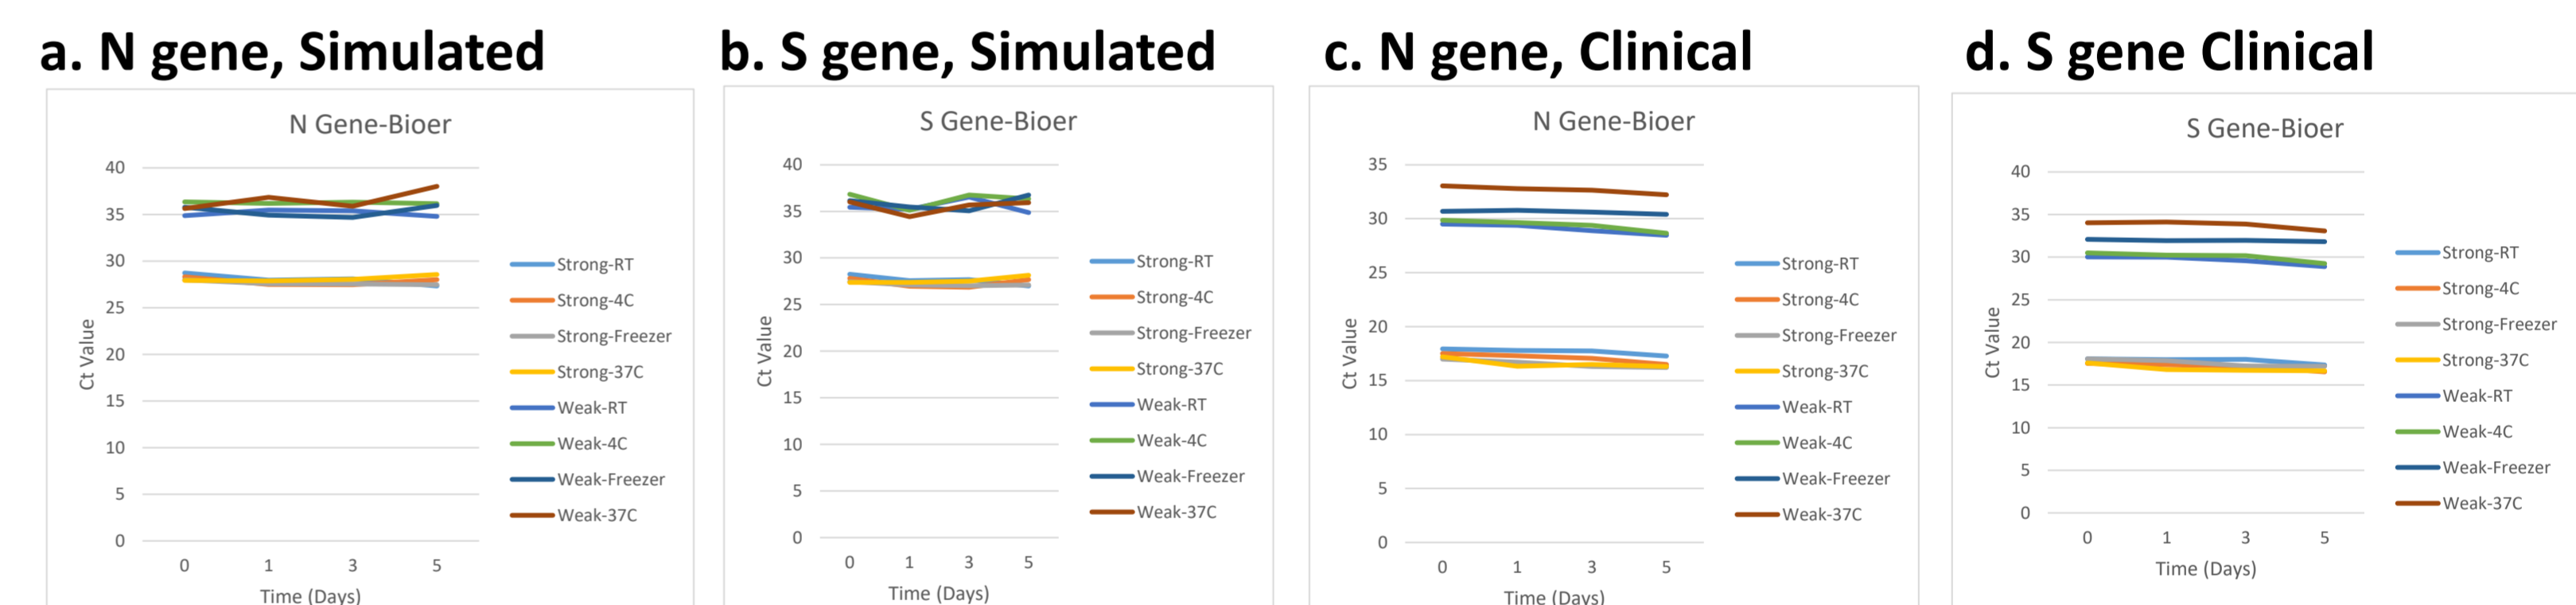 a. N gene, Simulated
N Gene-Bioer
40
35
30
25
20
15
10
5
0
Ct Value
0 1 3 5
Time (Days)
Strong-RT
Strong-4C
Strong-Freezer
Strong-37C
Weak-RT
Weak-4C
Weak-Freezer
Weak-37C
b. S gene, Simulated
S Gene-Bioer
40
35
30
25
20
15
10
5
0
Ct Value
0 1 3 5
Time (Days)
Strong-RT
Strong-4C
Strong-Freezer
Strong-37C
Weak-RT
Weak-4C
Weak-Freezer
Weak-37C
c. N gene, Clinical
N Gene-Bioer
35
30
25
20
15
10
5
0
Ct Value
0 1 3 5
Time (Days)
Strong-RT
Strong-4C
Strong-Freezer
Strong-37C
Weak-RT
Weak-4C
Weak-Freezer
Weak-37C
d. S gene Clinical
S Gene-Bioer
40
35
30
25
20
15
10
5
0
Ct Value
0 1 3 5
Time (Days)
Strong-RT
Strong-4C
Strong-Freezer
Strong-37C
Weak-RT
Weak-4C
Weak-Freezer
Weak-37C